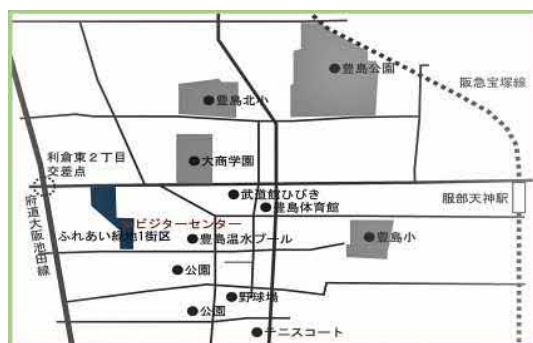 豊島公園
阪急宝塚線
豊島北小
利倉東2丁目
交差点
大商学園
武道館ひびき
豊島体育館
服部天神駅
府道大阪池田線
ビジターセンター
ふれあい緑地1街区
豊島温水プール
豊島小
公園
野球場
公園
テニスコート